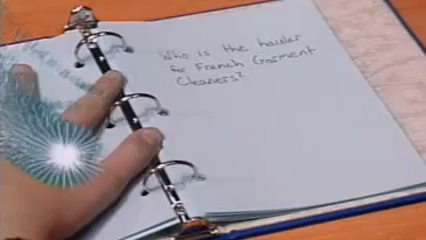 Who is the hauler
for French Garment
Cleaners?